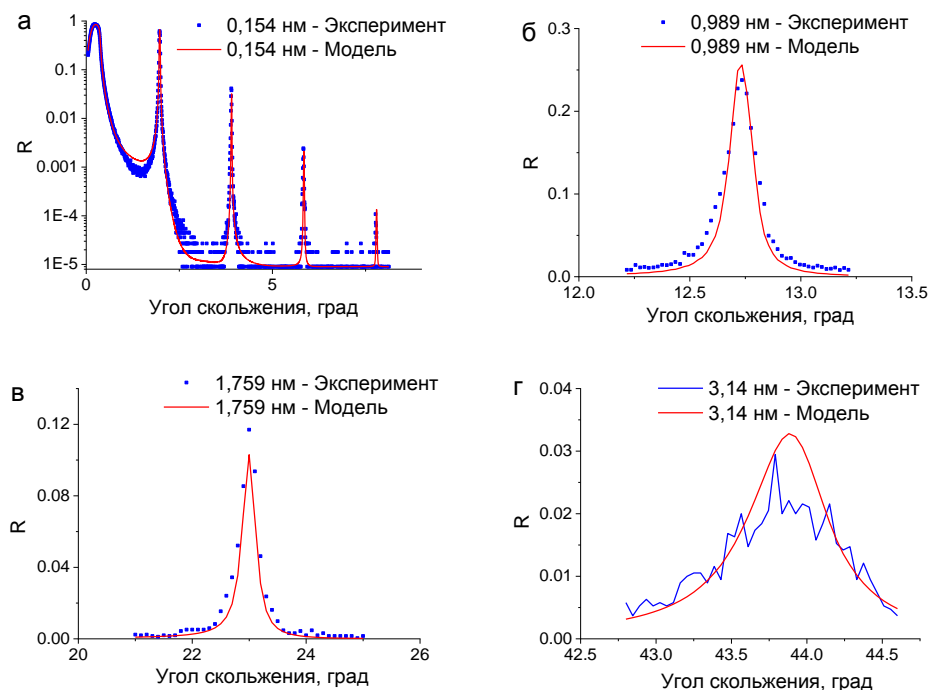 а
0,154 нм - Эксперимент
0,154 нм - Модель
1
0.1
0.01
0.001
1E-4
1E-5
R
0
5
Угол скольжения, град
б
0,989 нм - Эксперимент
0,989 нм - Модель
0.3
0.2
0.1
0.0
R
12.0
12.5
13.0
13.5
Угол скольжения, град
в
1,759 нм - Эксперимент
1,759 нм - Модель
0.12
0.08
0.04
0.00
R
20
22
24
26
Угол скольжения, град
г
3,14 нм - Эксперимент
3,14 нм - Модель
0.04
0.03
0.02
0.01
0.00
R
42.5
43.0
43.5
44.0
44.5
Угол скольжения, град